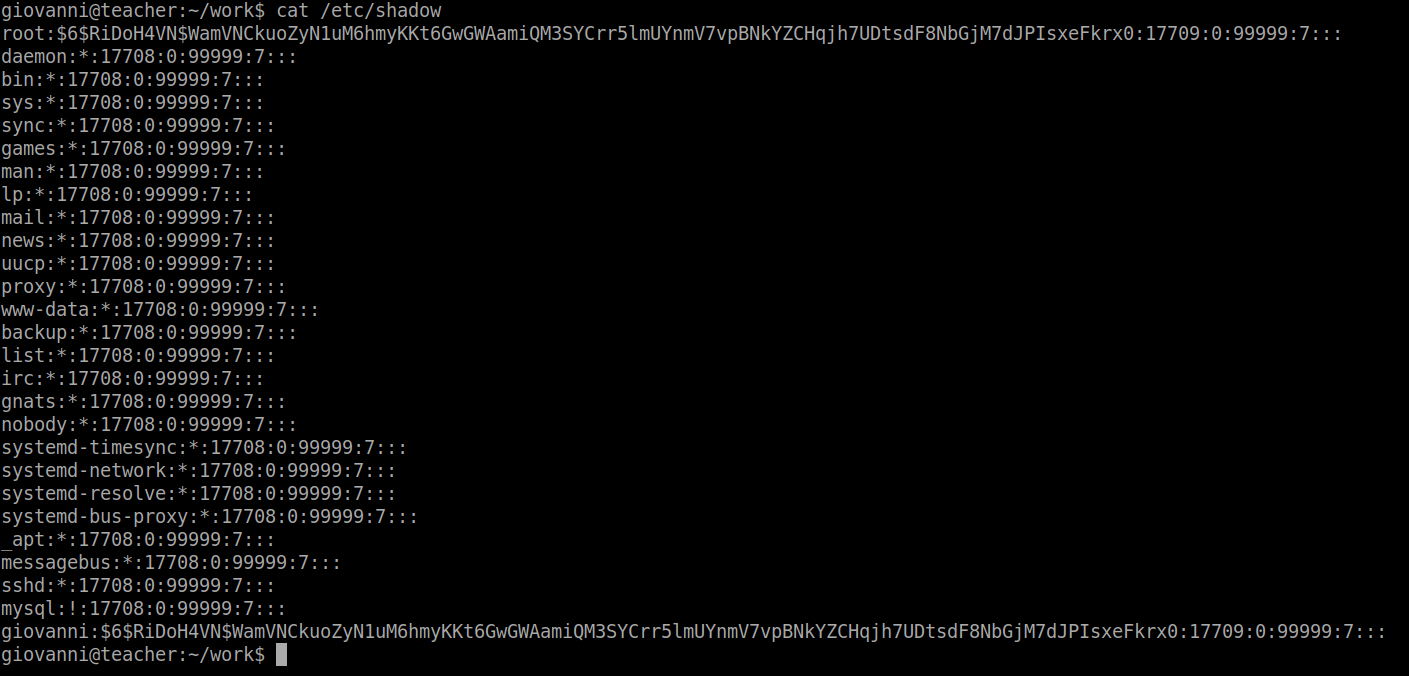 giovanni@teacher:~/work$ cat /etc/shadow
root:$6$RiDoH4VN$WamVNCkuoZyN1uM6hmyKKt6GwGWAamiQM3SYCrr5lmUYnmV7vpBNkYZCHqjh7UDtsdF8NbGjM7dJPIsxeFkrx0:17709:0:99999:7:::
daemon:*:17708:0:99999:7:::
bin:*:17708:0:99999:7:::
sys:*:17708:0:99999:7:::
sync:*:17708:0:99999:7:::
games:*:17708:0:99999:7:::
man:*:17708:0:99999:7:::
lp:*:17708:0:99999:7:::
mail:*:17708:0:99999:7:::
news:*:17708:0:99999:7:::
uucp:*:17708:0:99999:7:::
proxy:*:17708:0:99999:7:::
www-data:*:17708:0:99999:7:::
backup:*:17708:0:99999:7:::
list:*:17708:0:99999:7:::
irc:*:17708:0:99999:7:::
gnats:*:17708:0:99999:7:::
nobody:*:17708:0:99999:7:::
systemd-timesync:*:17708:0:99999:7:::
systemd-network:*:17708:0:99999:7:::
systemd-resolve:*:17708:0:99999:7:::
systemd-bus-proxy:*:17708:0:99999:7:::
_apt:*:17708:0:99999:7:::
messagebus:*:17708:0:99999:7:::
sshd:*:17708:0:99999:7:::
mysql:!:17708:0:99999:7:::
giovanni:$6$RiDoH4VN$WamVNCkuoZyN1uM6hmyKKt6GwGWAamiQM3SYCrr5lmUYnmV7vpBNkYZCHqjh7UDtsdF8NbGjM7dJPIsxeFkrx0:17709:0:99999:7:::
giovanni@teacher:~/work$